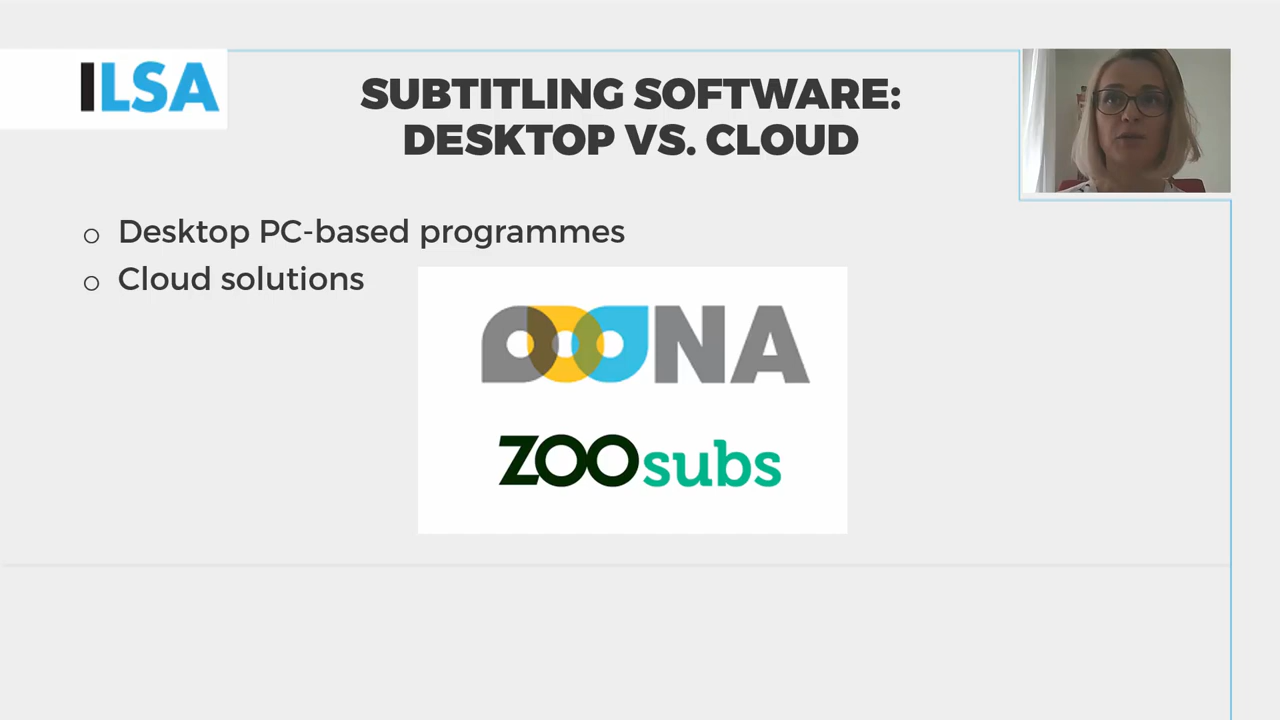 ILSA
SUBTITLING SOFTWARE:
DESKTOP VS. CLOUD
o Desktop PC-based programmes
o Cloud solutions
OOONA
ZOOsubs